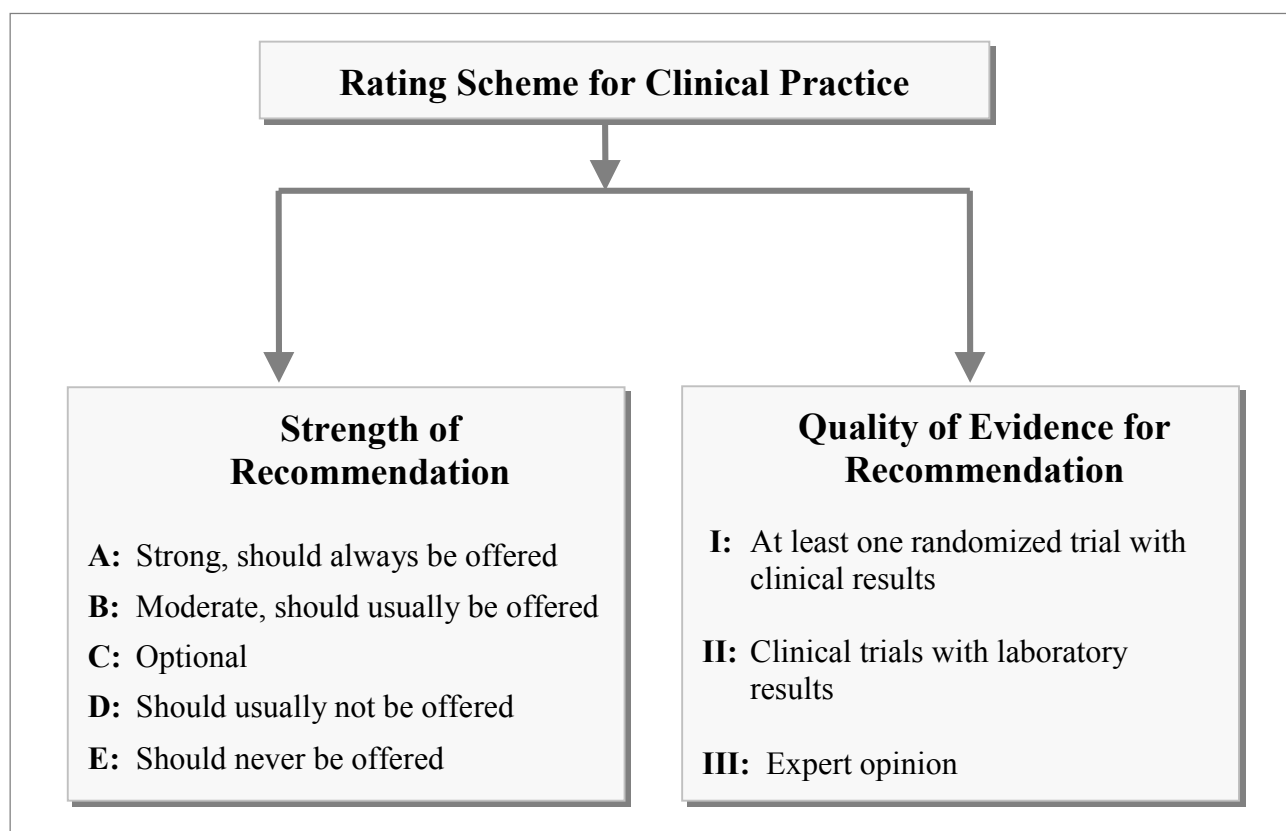 Rating Scheme for Clinical Practice
Strength of
Recommendation
A: Strong, should always be offered
B: Moderate, should usually be offered
C: Optional
D: Should usually not be offered
E: Should never be offered
Quality of Evidence for
Recommendation
I: At least one randomized trial with
clinical results
II: Clinical trials with laboratory
results
III: Expert opinion